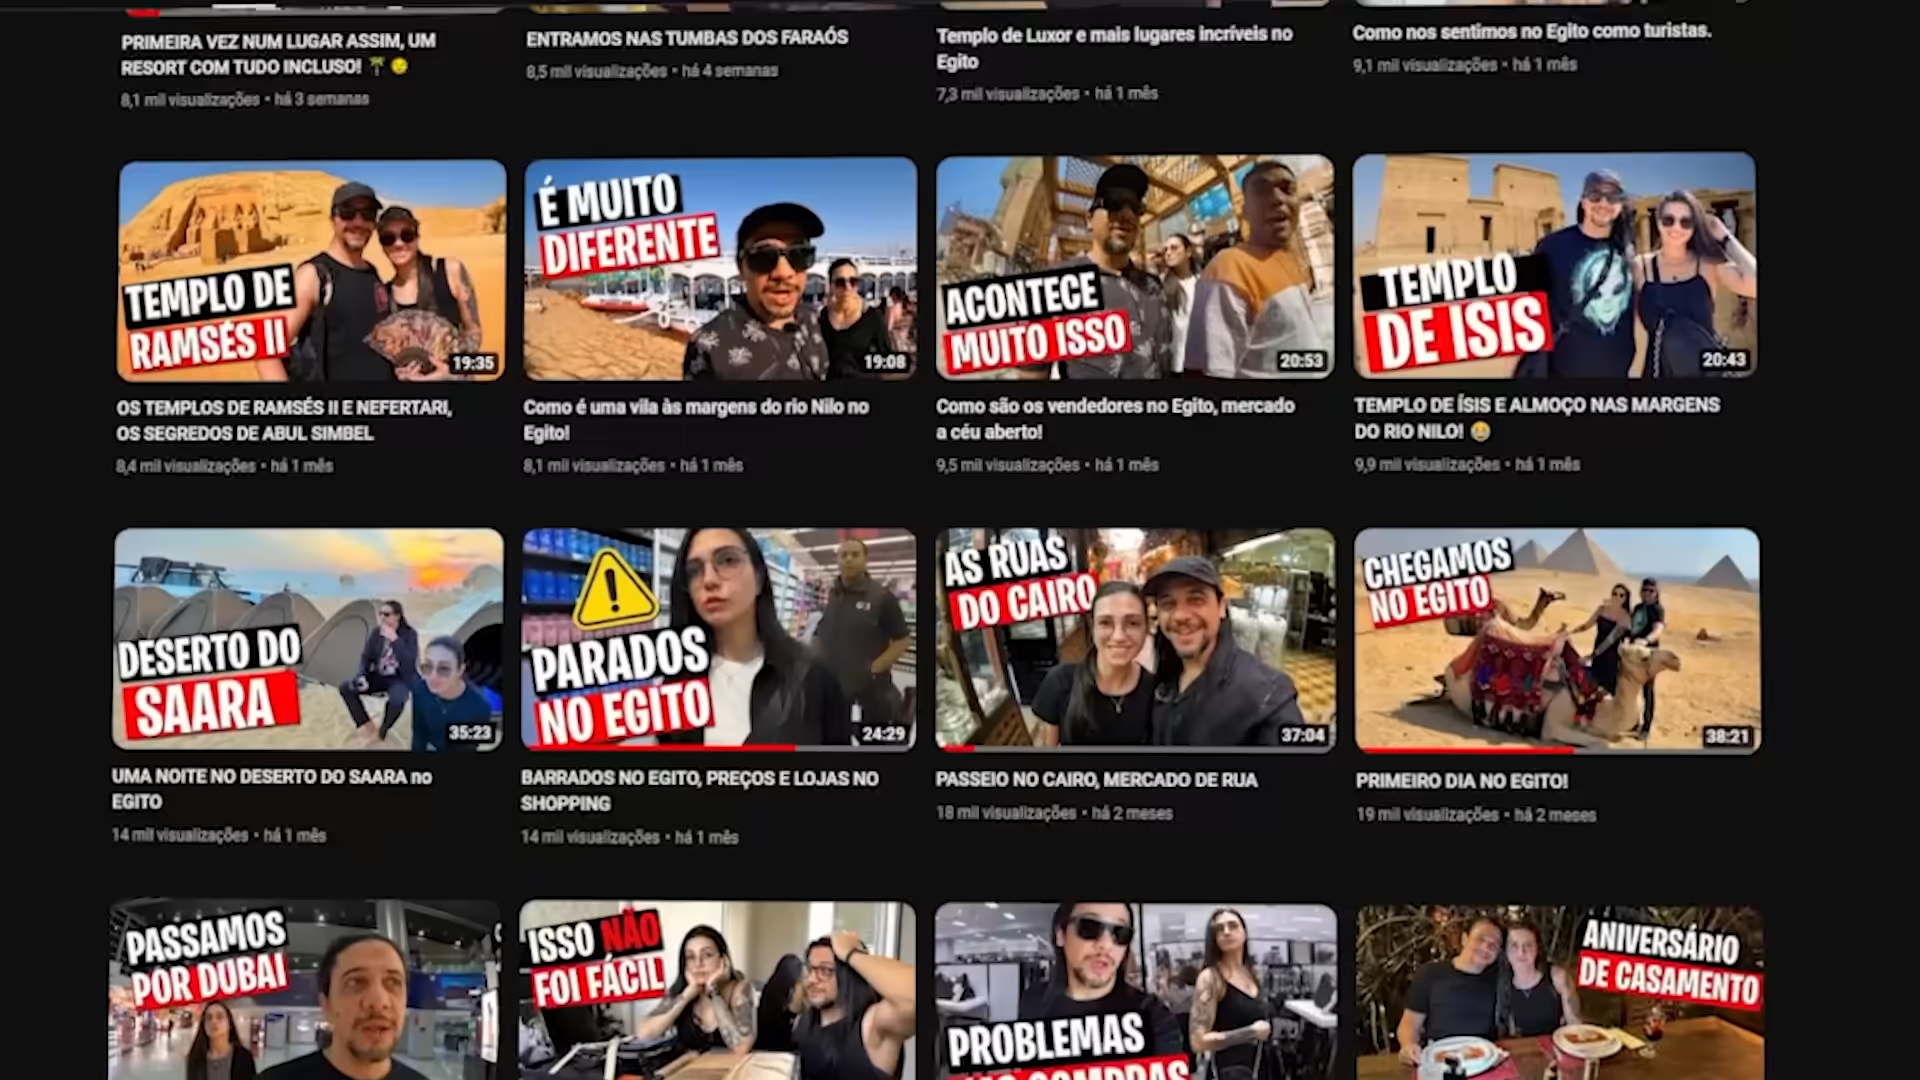 PRIMEIRA VEZ NUM LUGAR ASSIM, UM
RESORT COM TUDO INCLUSO! 🌴😏
8,1 mil visualizações • há 3 semanas
ENTRAMOS NAS TUMBAS DOS FARAÓS
8,5 mil visualizações • há 4 semanas
Templo de Luxor e mais lugares incríveis no
Egito
7,3 mil visualizações • há 1 mês
Como nos sentimos no Egito como turistas.
9,1 mil visualizações • há 1 mês
TEMPLO DE
RAMSÉS II
19:35
OS TEMPLOS DE RAMSÉS II E NEFERTARI,
OS SEGREDOS DE ABUL SIMBEL
8,4 mil visualizações • há 1 mês
É MUITO
DIFERENTE
19:08
Como é uma vila às margens do rio Nilo no
Egito!
8,1 mil visualizações • há 1 mês
ACONTECE
MUITO ISSO
20:53
Como são os vendedores no Egito, mercado
a céu aberto!
9,5 mil visualizações • há 1 mês
TEMPLO
DE ISIS
20:43
TEMPLO DE ÍSIS E ALMOÇO NAS MARGENS
DO RIO NILO! 😭
9,9 mil visualizações • há 1 mês
DESERTO DO
SAARA
35:23
UMA NOITE NO DESERTO DO SAARA no
EGITO
14 mil visualizações • há 1 mês
PARADOS
NO EGITO
24:29
BARRADOS NO EGITO, PREÇOS E LOJAS NO
SHOPPING
14 mil visualizações • há 1 mês
AS RUAS
DO CAIRO
37:04
PASSEIO NO CAIRO, MERCADO DE RUA
18 mil visualizações • há 2 meses
CHEGAMOS
NO EGITO
38:21
PRIMEIRO DIA NO EGITO!
19 mil visualizações • há 2 meses
PASSAMOS
POR DUBAI
ISSO NÃO
FOI FÁCIL
PROBLEMAS
ANIVERSÁRIO
DE CASAMENTO